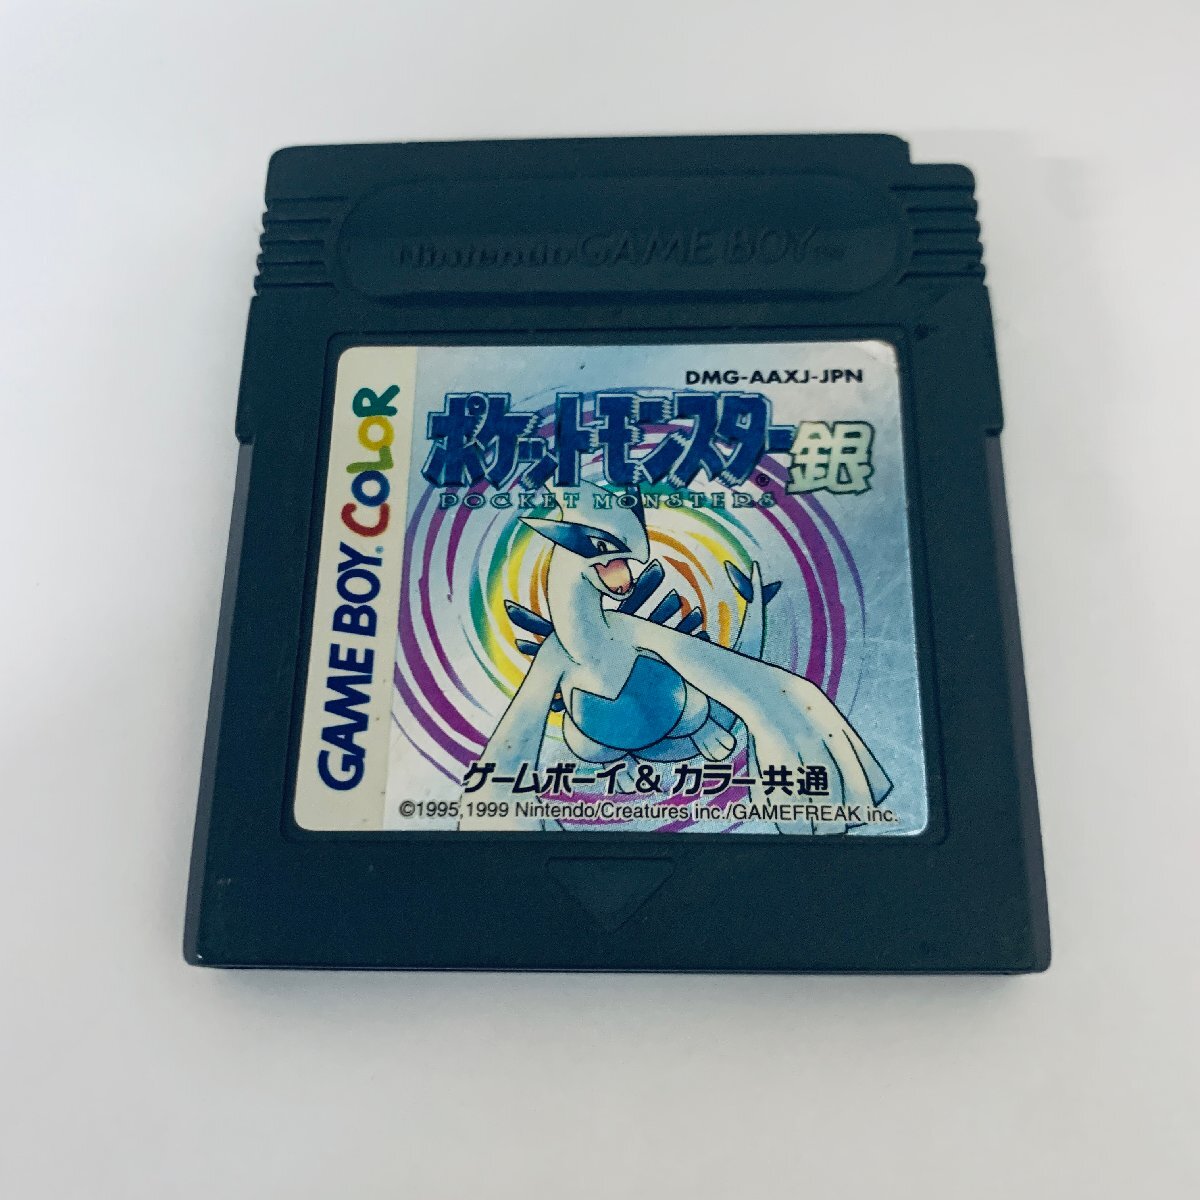 Nintendo GAME BOY™
DMG-AAXJ-JPN
ポケットモンスター銀
POCKET MONSTERS
GAME BOY COLOR
ゲームボーイ & カラー共通
©1995,1999 Nintendo/Creatures inc./GAMEFREAK inc.